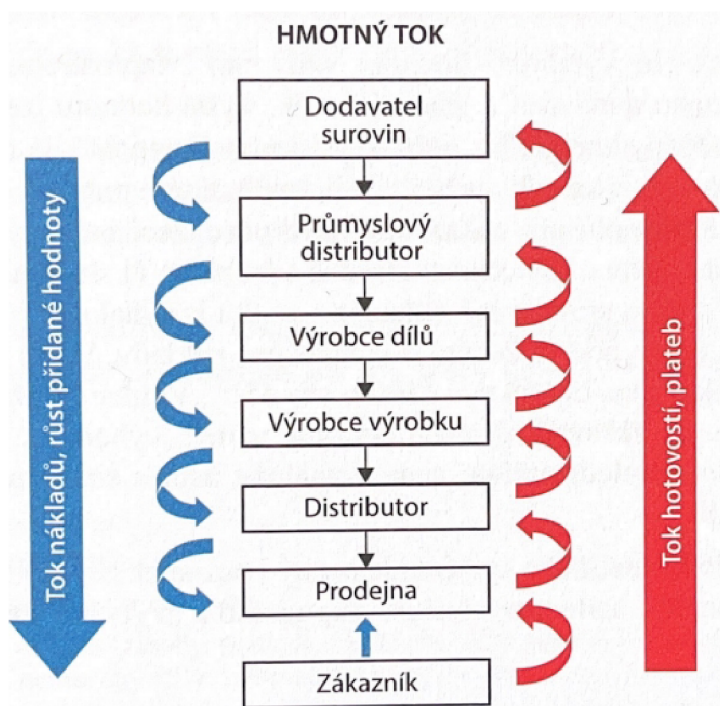 HMOTNÝ TOK
Dodavatel
surovin
Průmyslový
distributor
Výrobce dílů
Výrobce výrobku
Distributor
Prodejna
Zákazník
Tok nákladů, růst přidané hodnoty
Tok hotovostí, plateb